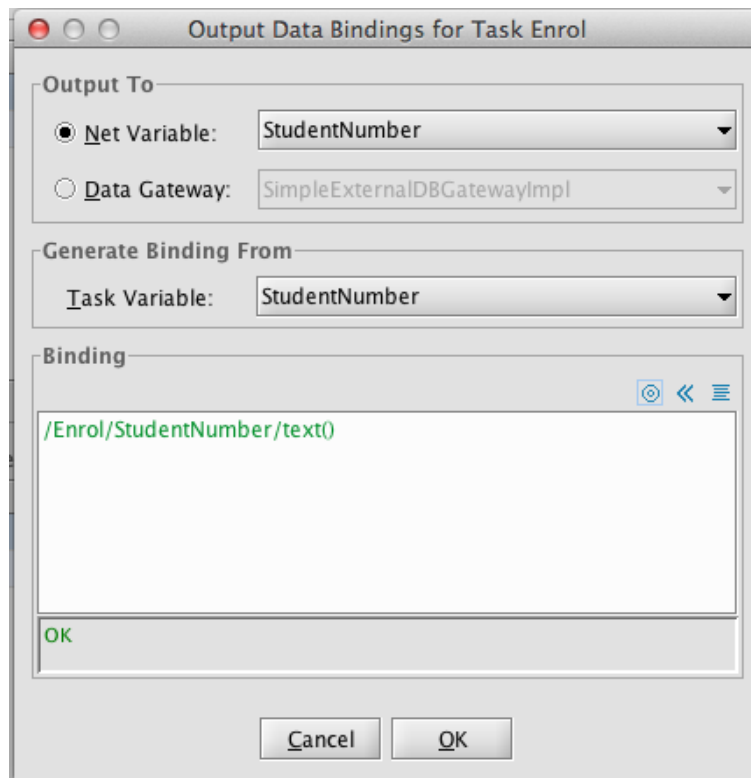 Output Data Bindings for Task Enrol
Output To
Net Variable: StudentNumber
Data Gateway: SimpleExternalDBGatewayImpl
Generate Binding From
Task Variable: StudentNumber
Binding
/Enrol/StudentNumber/text()
OK
Cancel OK